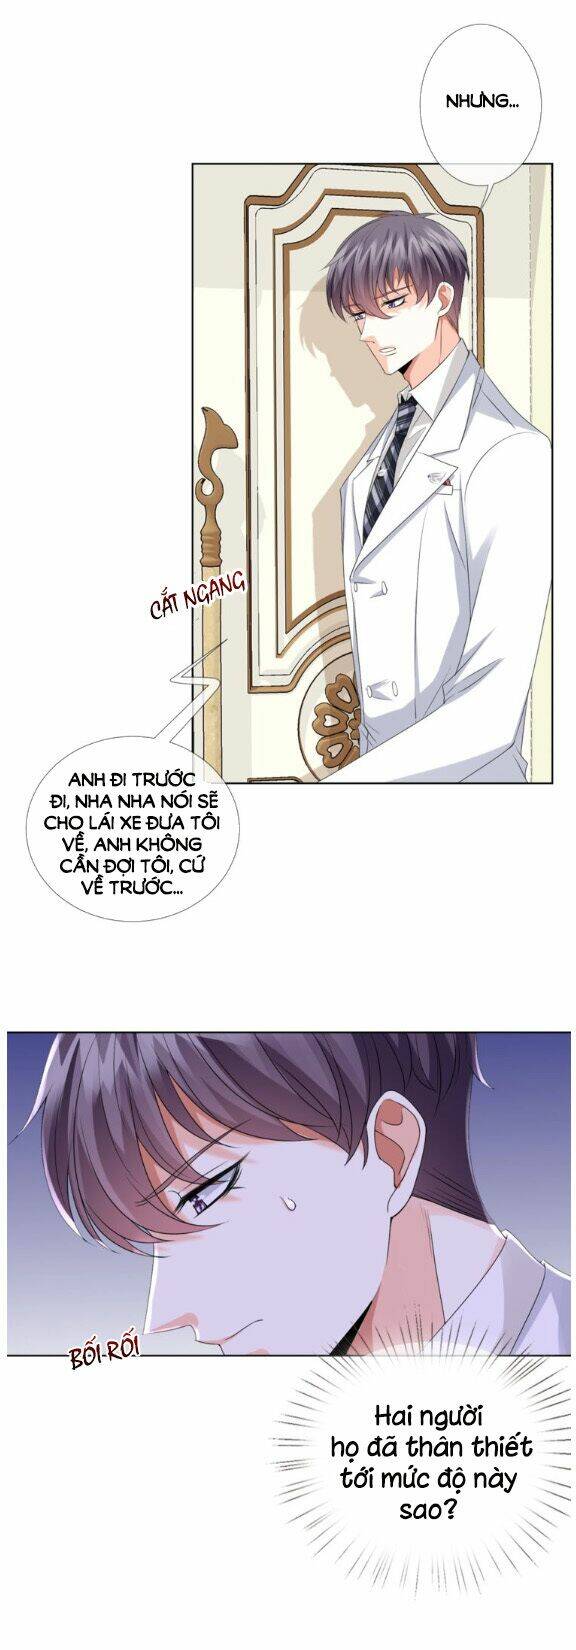 NHƯNG...
CẮT NGANG
ANH ĐI TRƯỚC
ĐI, NHA NHA NÓI SẼ
CHO LÁI XE ĐƯA TÔI
VỀ, ANH KHÔNG
CẦN ĐỢI TÔI, CỨ
VỀ TRƯỚC...
BỐI RỐI
Hai người
họ đã thân thiết
tới mức độ này
sao?